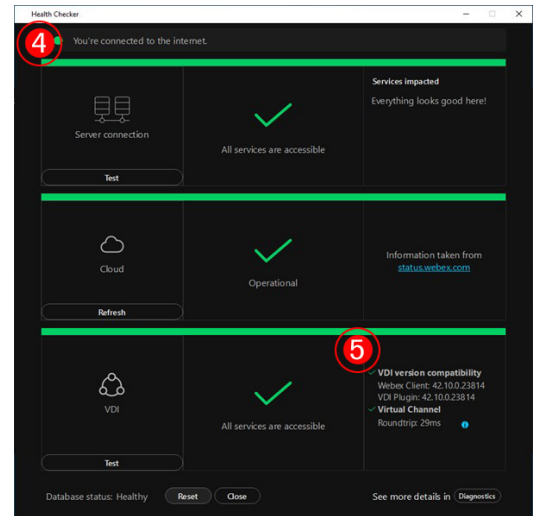 Health Checker
4
You're connected to the internet.
Server connection
Test
All services are accessible
Services impacted
Everything looks good here!
Cloud
Refresh
Operational
Information taken from
status.webex.com
VDI
Test
All services are accessible
5
VDI version compatibility
Webex Client: 42.10.0.23814
VDI Plugin: 42.10.0.23814
Virtual Channel
Roundtrip: 29ms
Database status: Healthy
Reset
Close
See more details in
Diagnostics